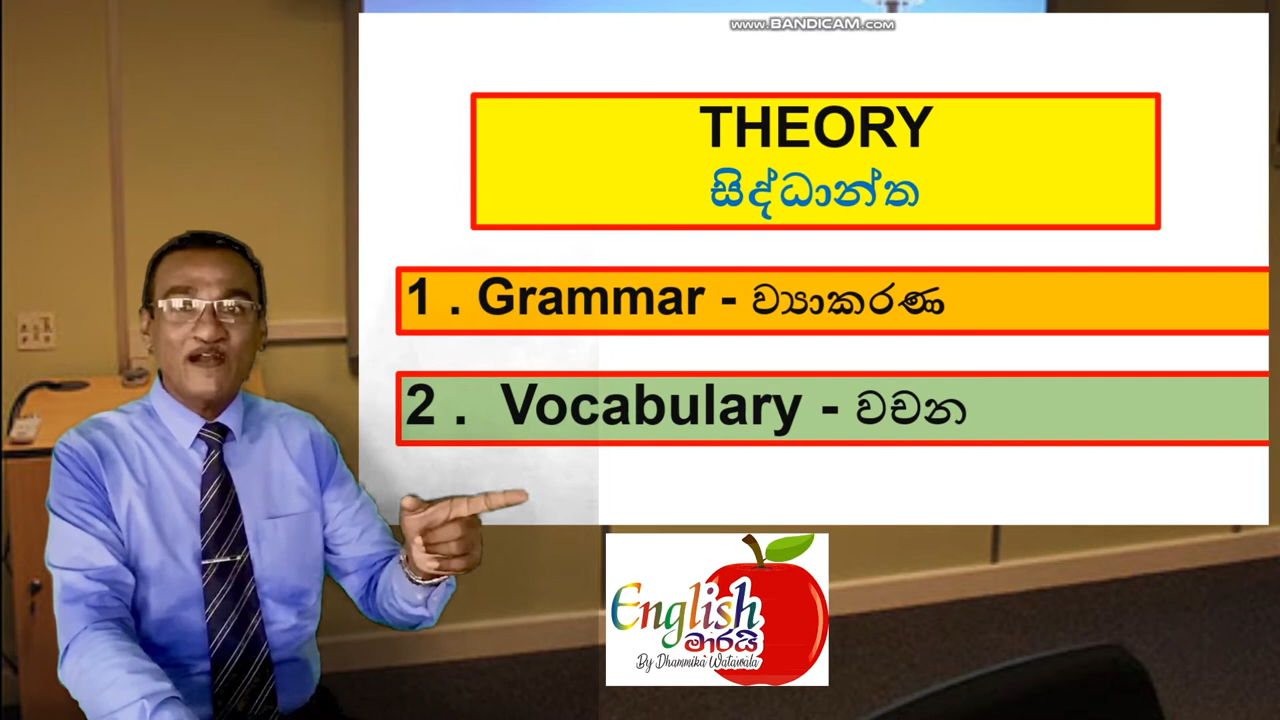 www.BANDICAM.com
THEORY
සිද්ධාන්ත
1 . Grammar - ව්‍යාකරණ
2 . Vocabulary - වචන
English
මාරයි
By Dhammika Watawala